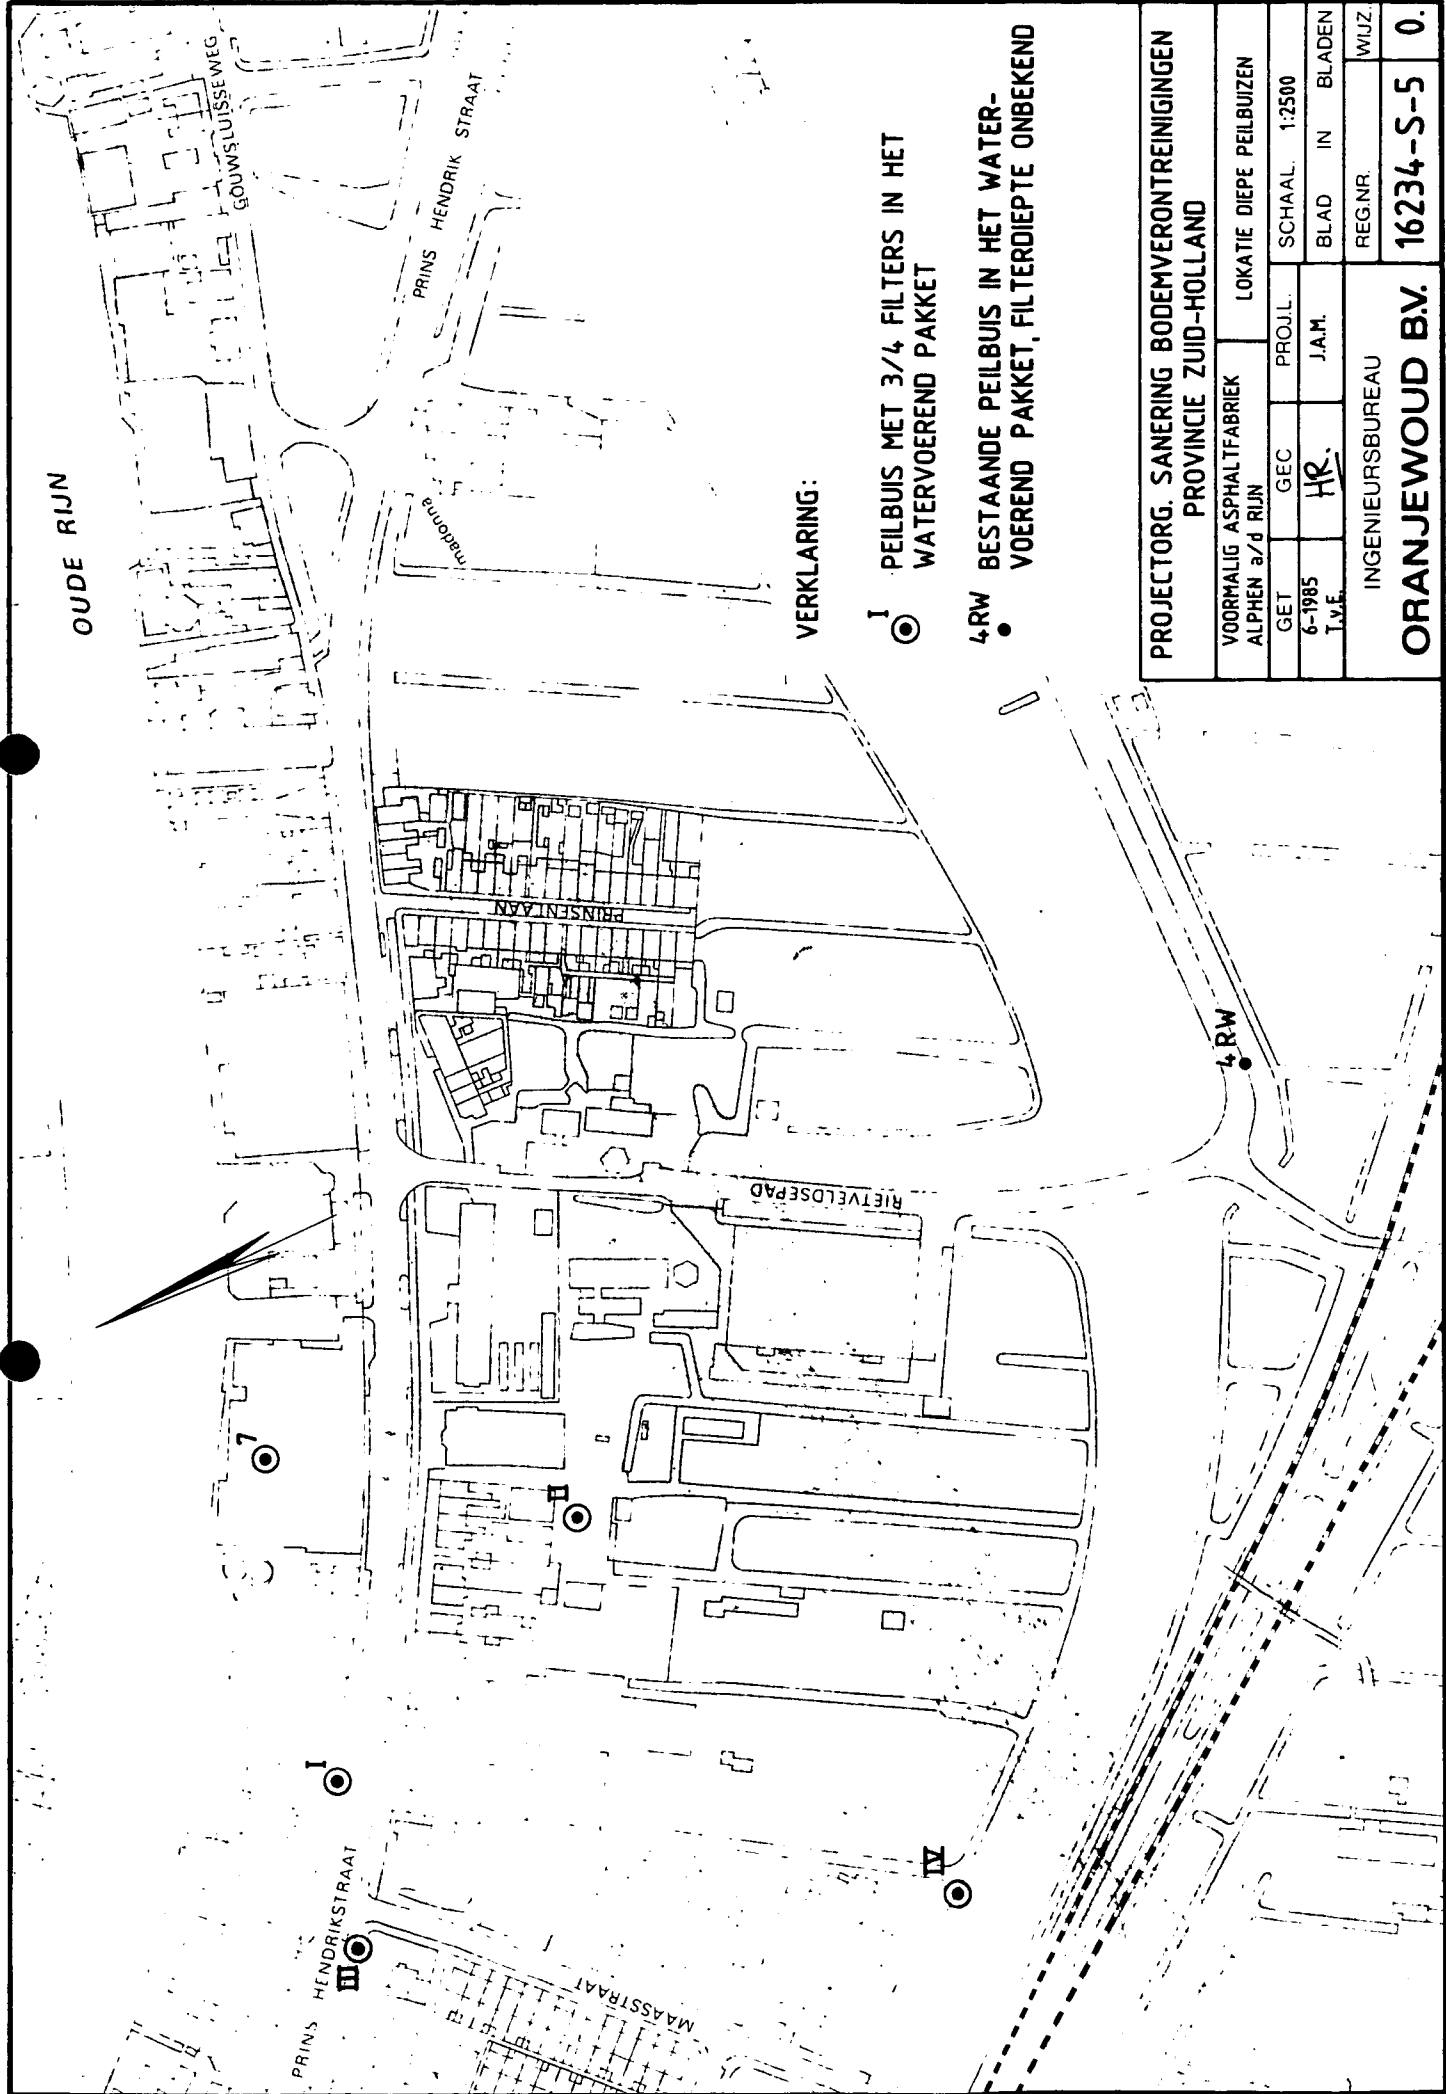 OUDE RIJN
GOUWSLUISSEWEG
PRINS HENDRIK STRAAT
madonna
PRINSENLAAN
RIETVELDSEPAD
4RW
7
II
I
III
IV
PRINS HENDRIKSTRAAT
MAASSTRAAT
VERKLARING:
I
PEILBUIS MET 3/4 FILTERS IN HET
WATERVOEREND PAKKET
4RW
BESTAANDE PEILBUIS IN HET WATER-
VOEREND PAKKET, FILTERDIEPTE ONBEKEND
PROJECTORG. SANERING BODEMVERONTREINIGINGEN
PROVINCIE ZUID-HOLLAND
VOORMALIG ASPHALTFABRIEK
ALPHEN a/d RIJN
LOKATIE DIEPE PEILBUIZEN
GET GEC PROJ.L. SCHAAL. 1:2500
6-1985
T.v.E. HR. J.A.M. BLAD IN BLADEN
INGENIEURSBUREAU
ORANJEWOUD B.V.
REG.NR. WIJZ.
16234-S-5 0.